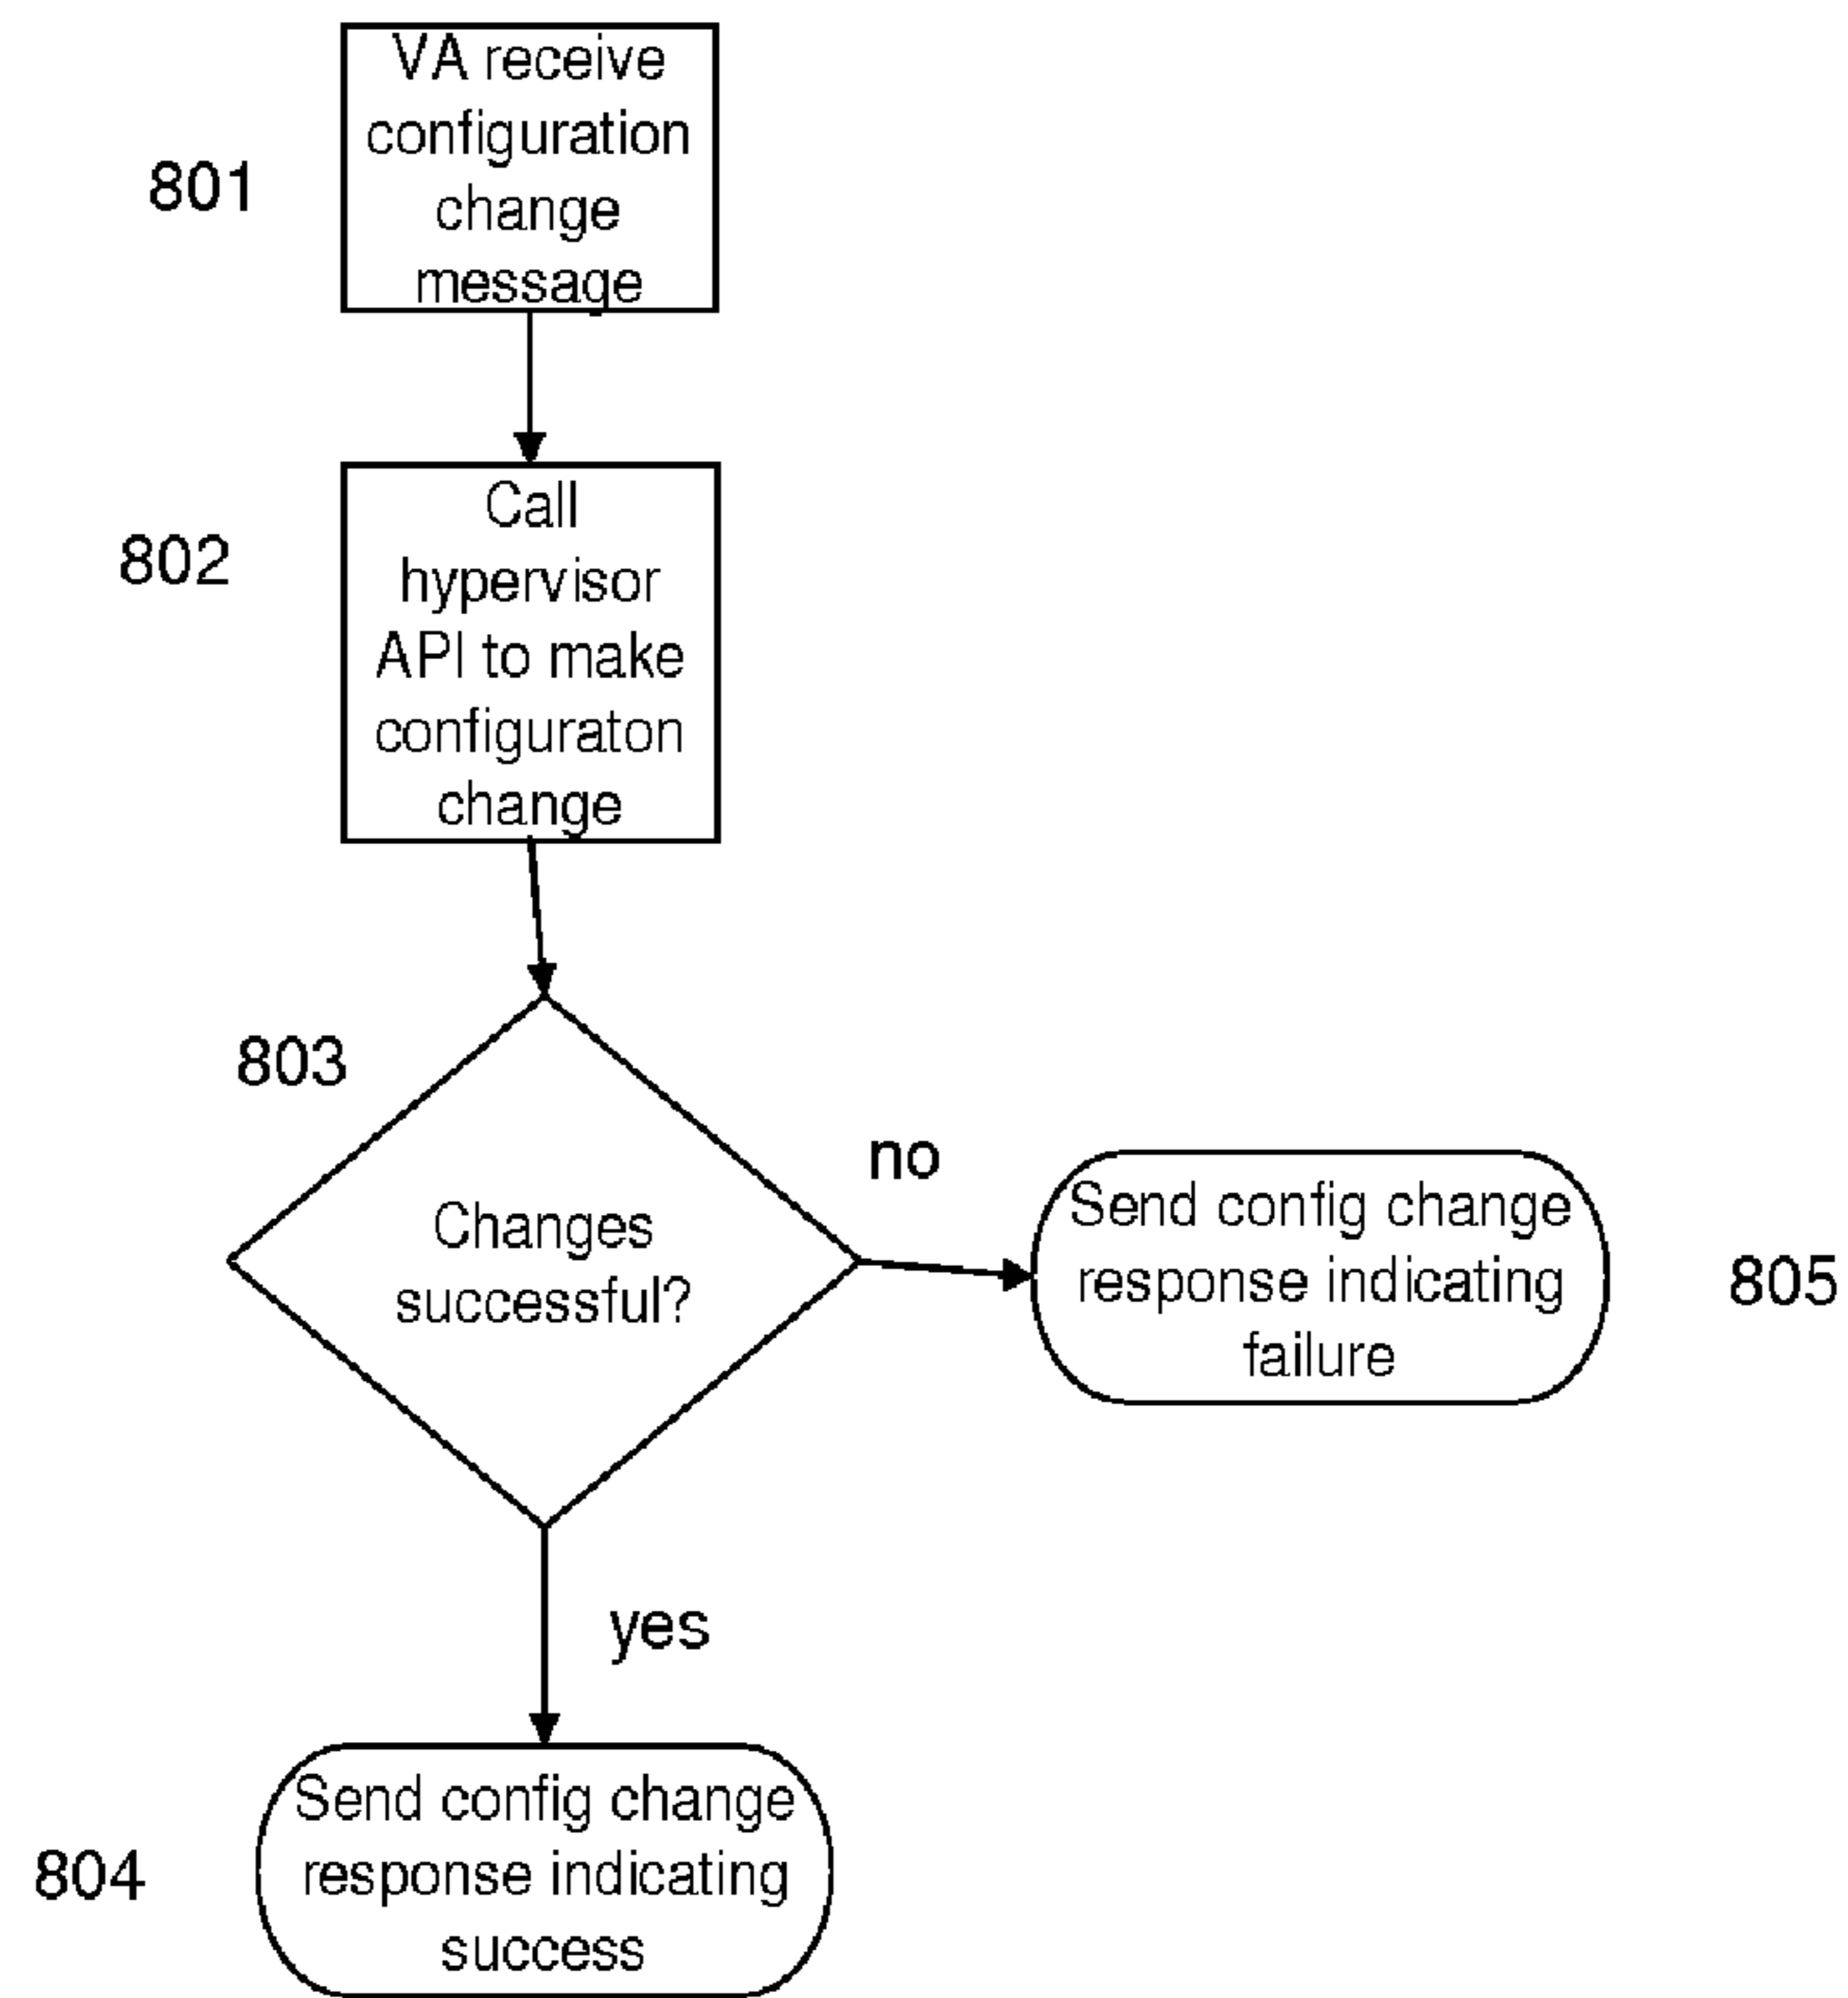 VA receive
configuration
change
message
801
Call
hypervisor
API to make
configuraton
change
802
803
Changes
successful?
no
Send config change
response indicating
failure
805
yes
Send config change
response indicating
success
804